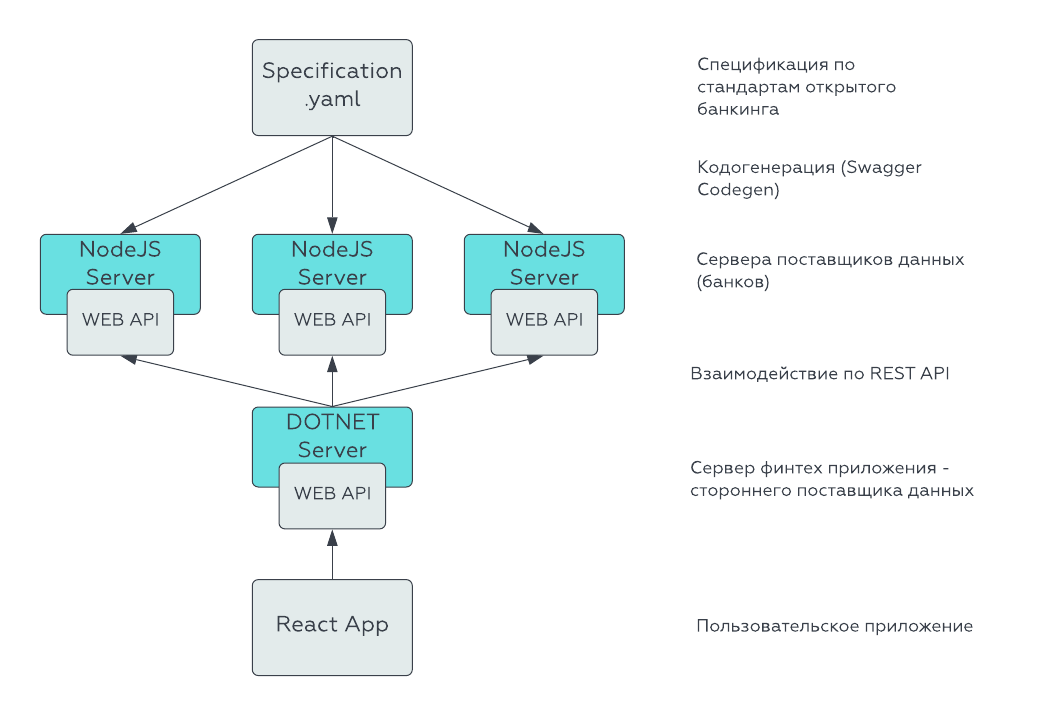 Specification
.yaml
Спецификация по
стандартам открытого
банкинга
Кодогенерация (Swagger
Codegen)
NodeJS
Server
WEB API
NodeJS
Server
WEB API
NodeJS
Server
WEB API
Сервера поставщиков данных
(банков)
Взаимодействие по REST API
DOTNET
Server
WEB API
Сервер финтех приложения -
стороннего поставщика данных
React App
Пользовательское приложение